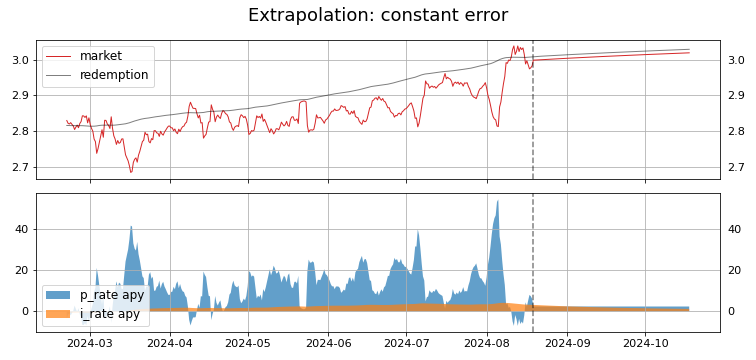 Extrapolation: constant error
market
redemption
3.0 3.0
2.9 2.9
2.8 2.8
2.7 2.7
40 40
20 20
0 0
p_rate apy
i_rate apy
2024-03 2024-04 2024-05 2024-06 2024-07 2024-08 2024-09 2024-10